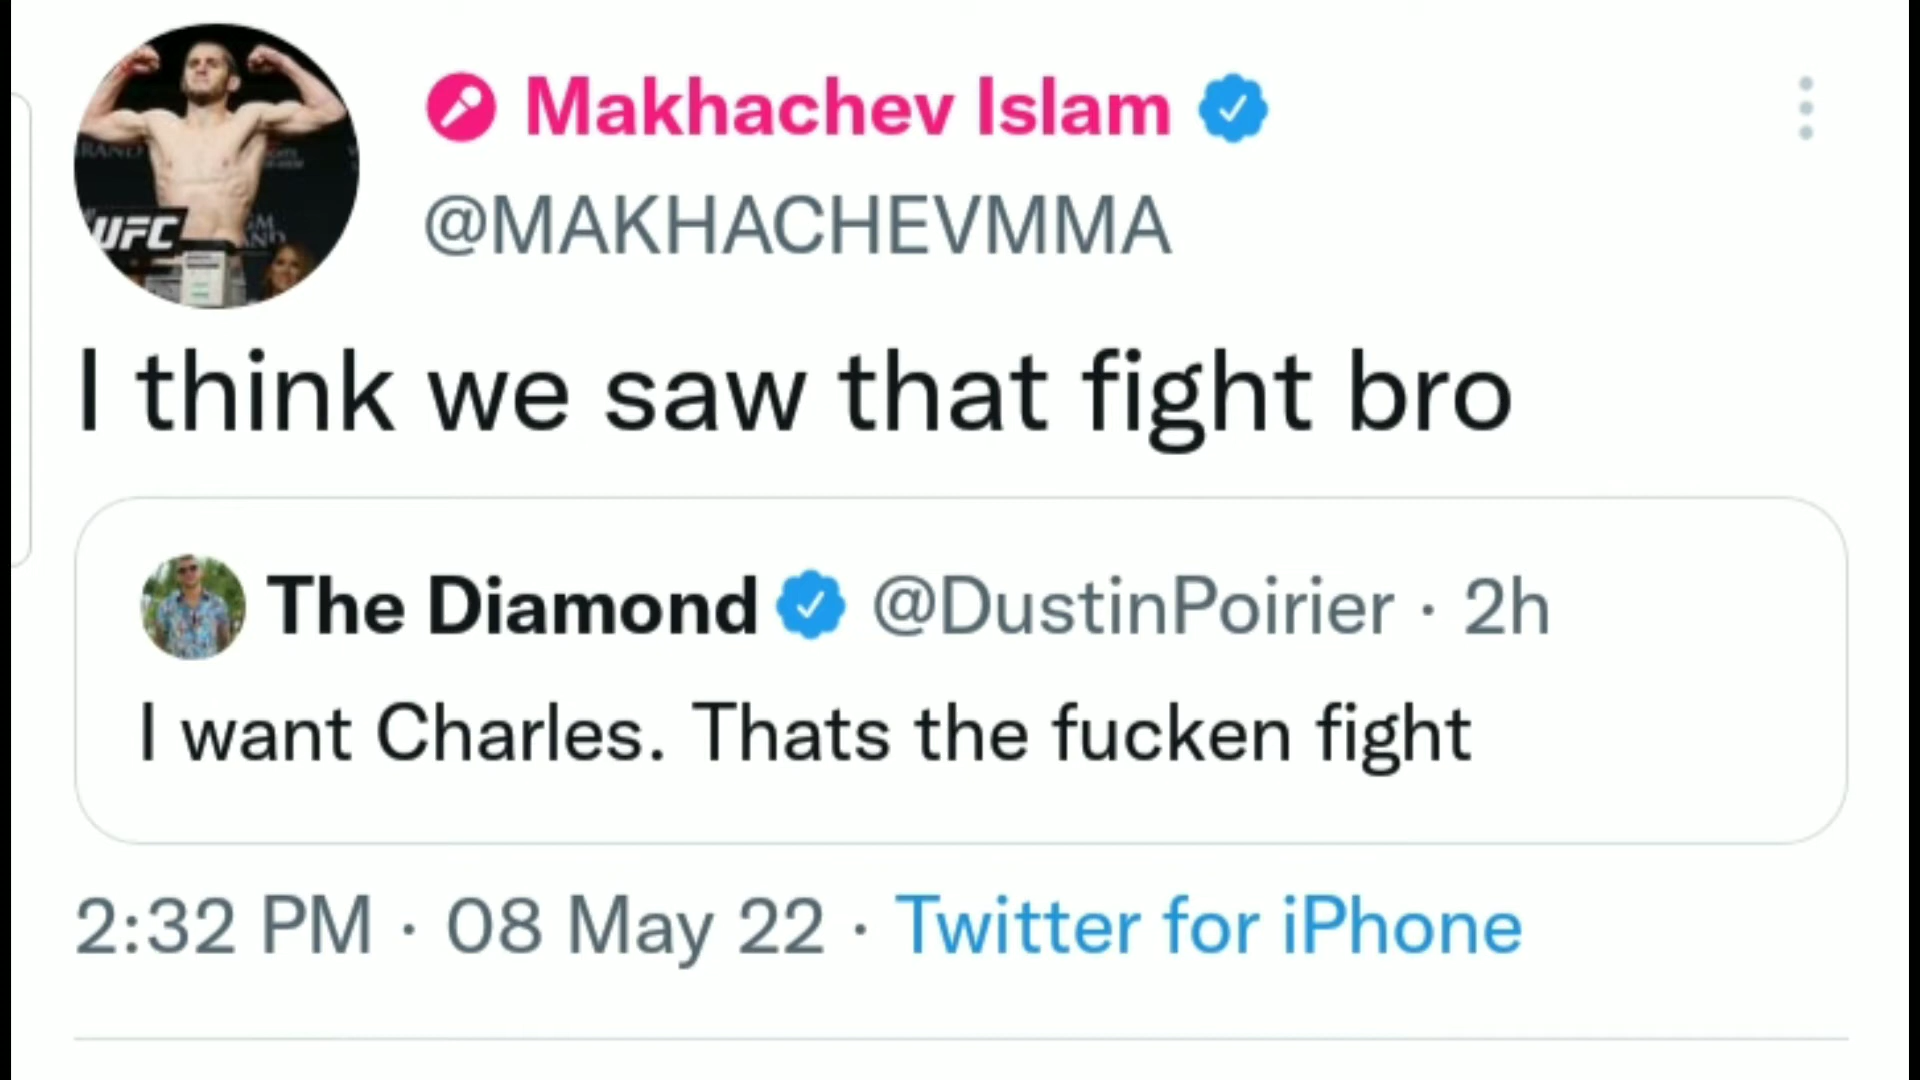 Makhachev Islam
@MAKHACHEVMMA
I think we saw that fight bro
The Diamond @DustinPoirier · 2h
I want Charles. Thats the fucken fight
2:32 PM · 08 May 22 · Twitter for iPhone
UFC